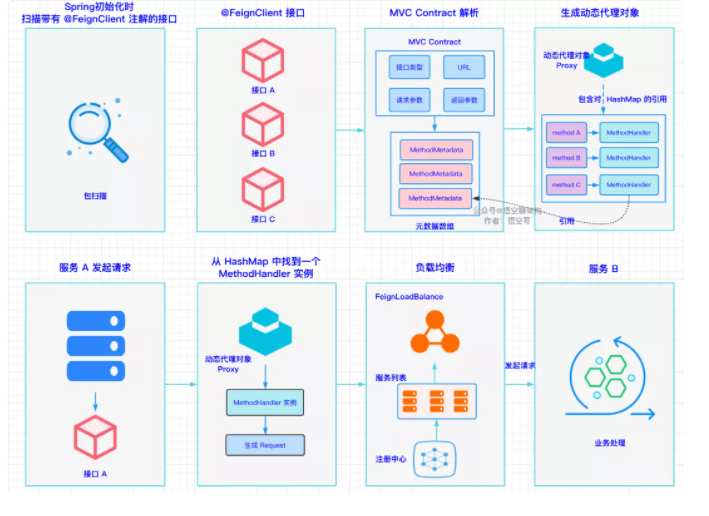 Spring初始化时
扫描带有 @FeignClient 注解的接口
@FeignClient 接口
MVC Contract 解析
生成动态代理对象
包扫描
接口 A
接口 B
接口 C
MVC Contract
接口类型
URL
请求参数
返回参数
MethodMetadata
MethodMetadata
MethodMetadata
元数据数组
动态代理对象
Proxy
包含对 HashMap 的引用
method A
MethodHandler
method B
MethodHandler
method C
MethodHandler
公众号@悟空聊架构
作者：悟空哥
引用
服务 A 发起请求
从 HashMap 中找到一个
MethodHandler 实例
负载均衡
服务 B
接口 A
动态代理对象
Proxy
MethodHandler 实例
生成 Request
FeignLoadBalance
服务列表
注册中心
发起请求
业务处理